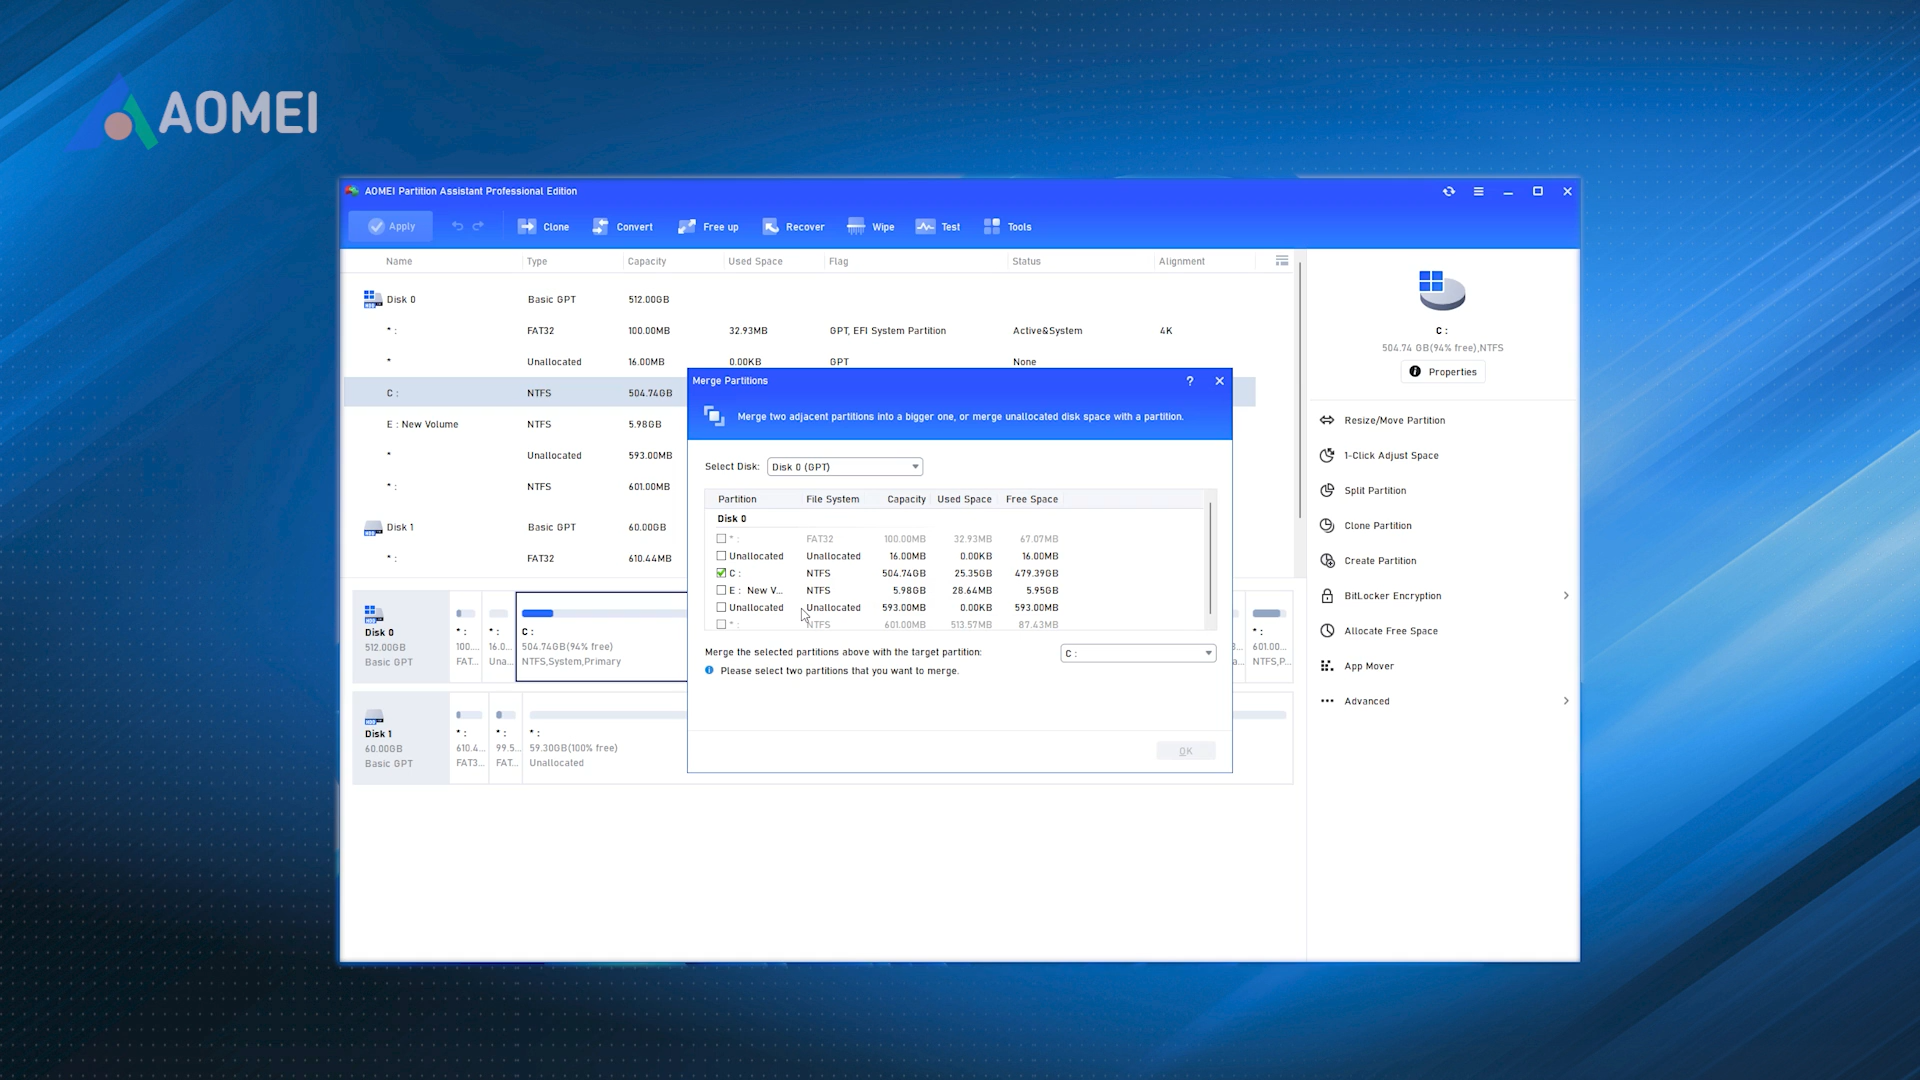 AOMEI
AOMEI Partition Assistant Professional Edition
Apply Clone Convert Free up Recover Wipe Test Tools
Name Type Capacity Used Space Flag Status Alignment
Disk 0 Basic GPT 512.00GB
* : FAT32 100.00MB 32.93MB GPT, EFI System Partition Active&System 4K
* Unallocated 16.00MB 0.00KB GPT None
C : NTFS 504.74GB
E : New Volume NTFS 5.98GB
* Unallocated 593.00MB
* : NTFS 601.00MB
Disk 1 Basic GPT 60.00GB
* : FAT32 610.44MB
Disk 0
512.00GB
Basic GPT
* :
100...
FAT...
* :
16.0...
Una...
C :
504.74GB(94% free)
NTFS,System,Primary
* :
601.00...
NTFS,P...
Disk 1
60.00GB
Basic GPT
* :
610.4...
FAT3...
* :
99.5...
FAT...
* :
59.30GB(100% free)
Unallocated
Merge Partitions ?
Merge two adjacent partitions into a bigger one, or merge unallocated disk space with a partition.
Select Disk: Disk 0 (GPT)
Partition File System Capacity Used Space Free Space
Disk 0
* : FAT32 100.00MB 32.93MB 67.07MB
Unallocated Unallocated 16.00MB 0.00KB 16.00MB
C : NTFS 504.74GB 25.35GB 479.39GB
E : New V... NTFS 5.98GB 28.64MB 5.95GB
Unallocated Unallocated 593.00MB 0.00KB 593.00MB
* : NTFS 601.00MB 513.57MB 87.43MB
Merge the selected partitions above with the target partition: C :
Please select two partitions that you want to merge.
OK
C :
504.74 GB(94% free),NTFS
Properties
Resize/Move Partition
1-Click Adjust Space
Split Partition
Clone Partition
Create Partition
BitLocker Encryption
Allocate Free Space
App Mover
Advanced